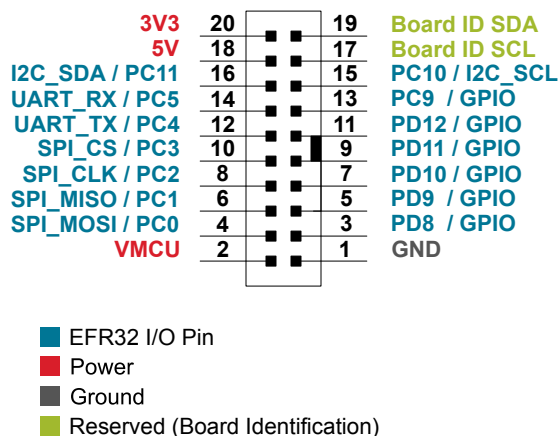 3V3 20 19 Board ID SDA
5V 18 17 Board ID SCL
I2C_SDA / PC11 16 15 PC10 / I2C_SCL
UART_RX / PC5 14 13 PC9 / GPIO
UART_TX / PC4 12 11 PD12 / GPIO
SPI_CS / PC3 10 9 PD11 / GPIO
SPI_CLK / PC2 8 7 PD10 / GPIO
SPI_MISO / PC1 6 5 PD9 / GPIO
SPI_MOSI / PC0 4 3 PD8 / GPIO
VMCU 2 1 GND
EFR32 I/O Pin
Power
Ground
Reserved (Board Identification)